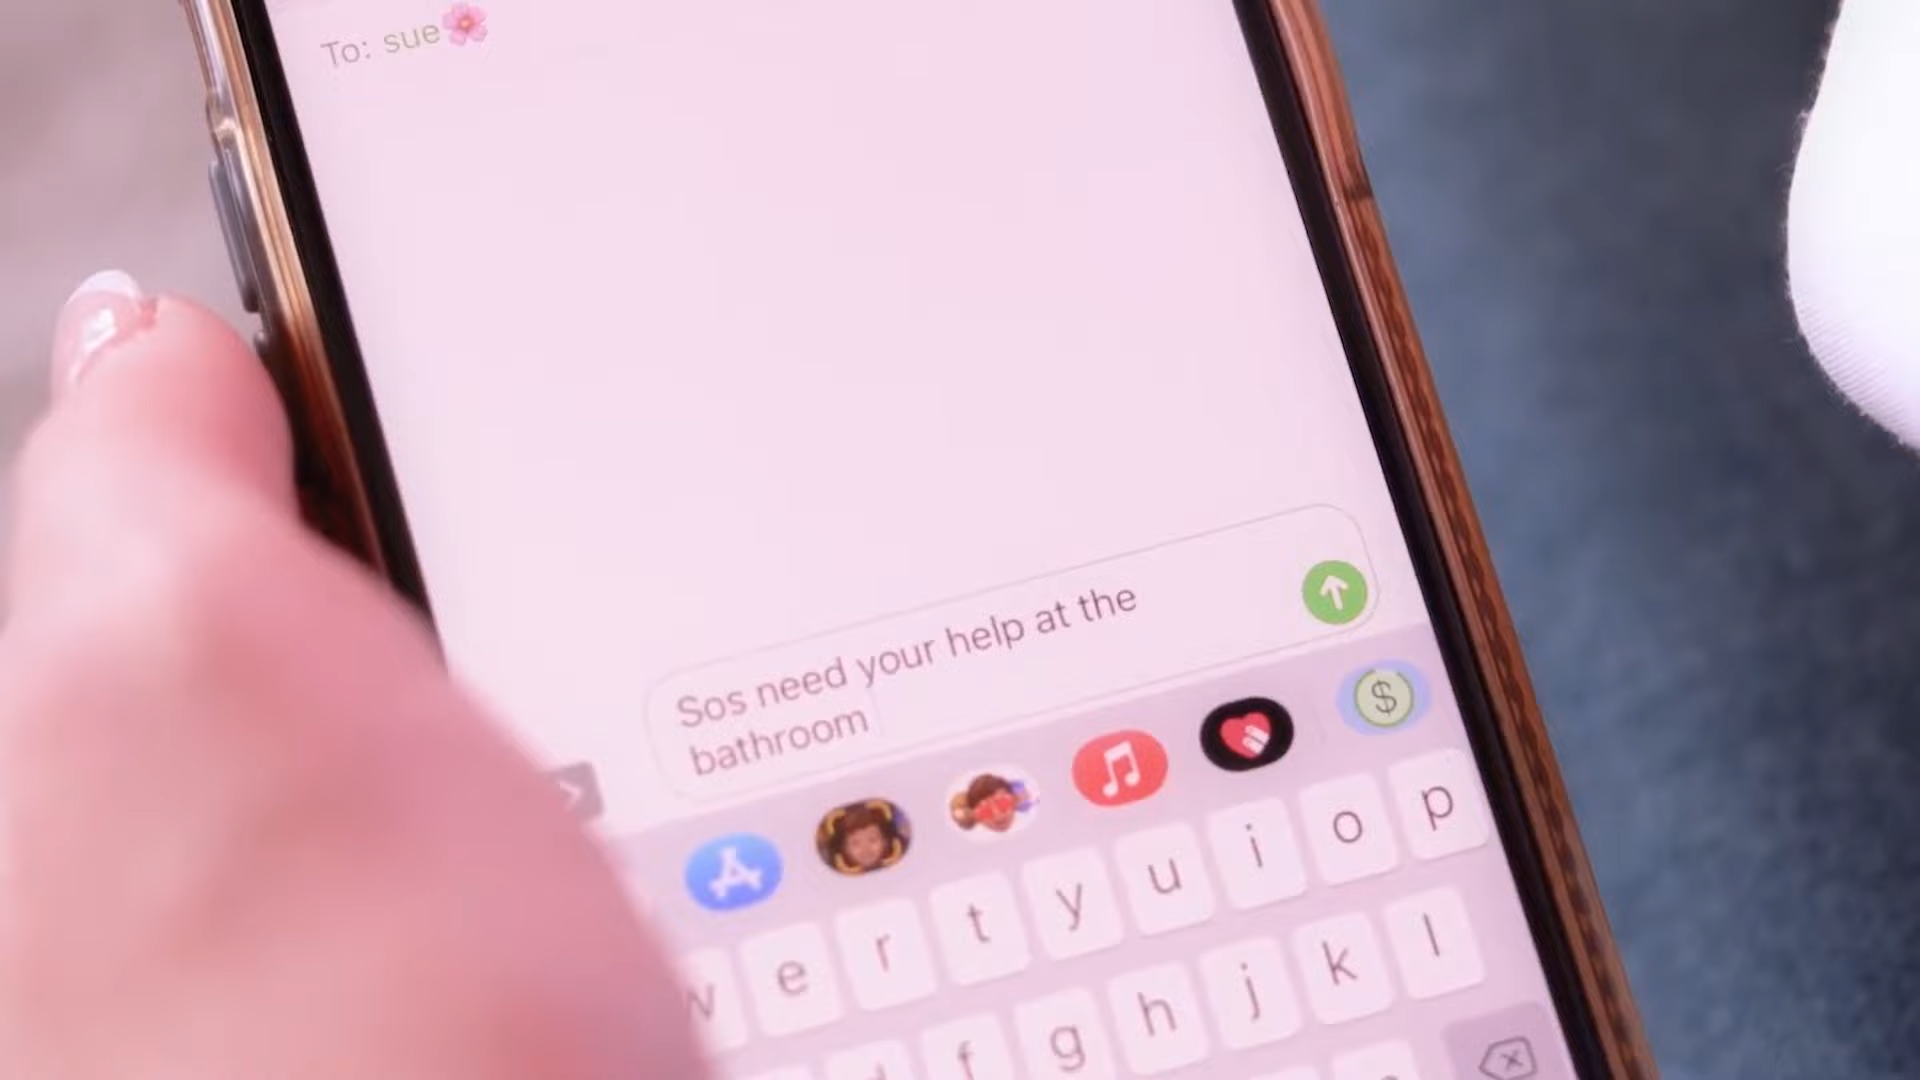 To: sue🌸
Sos need your help at the
bathroom
$
w e r t y u i o p
f g h j k l